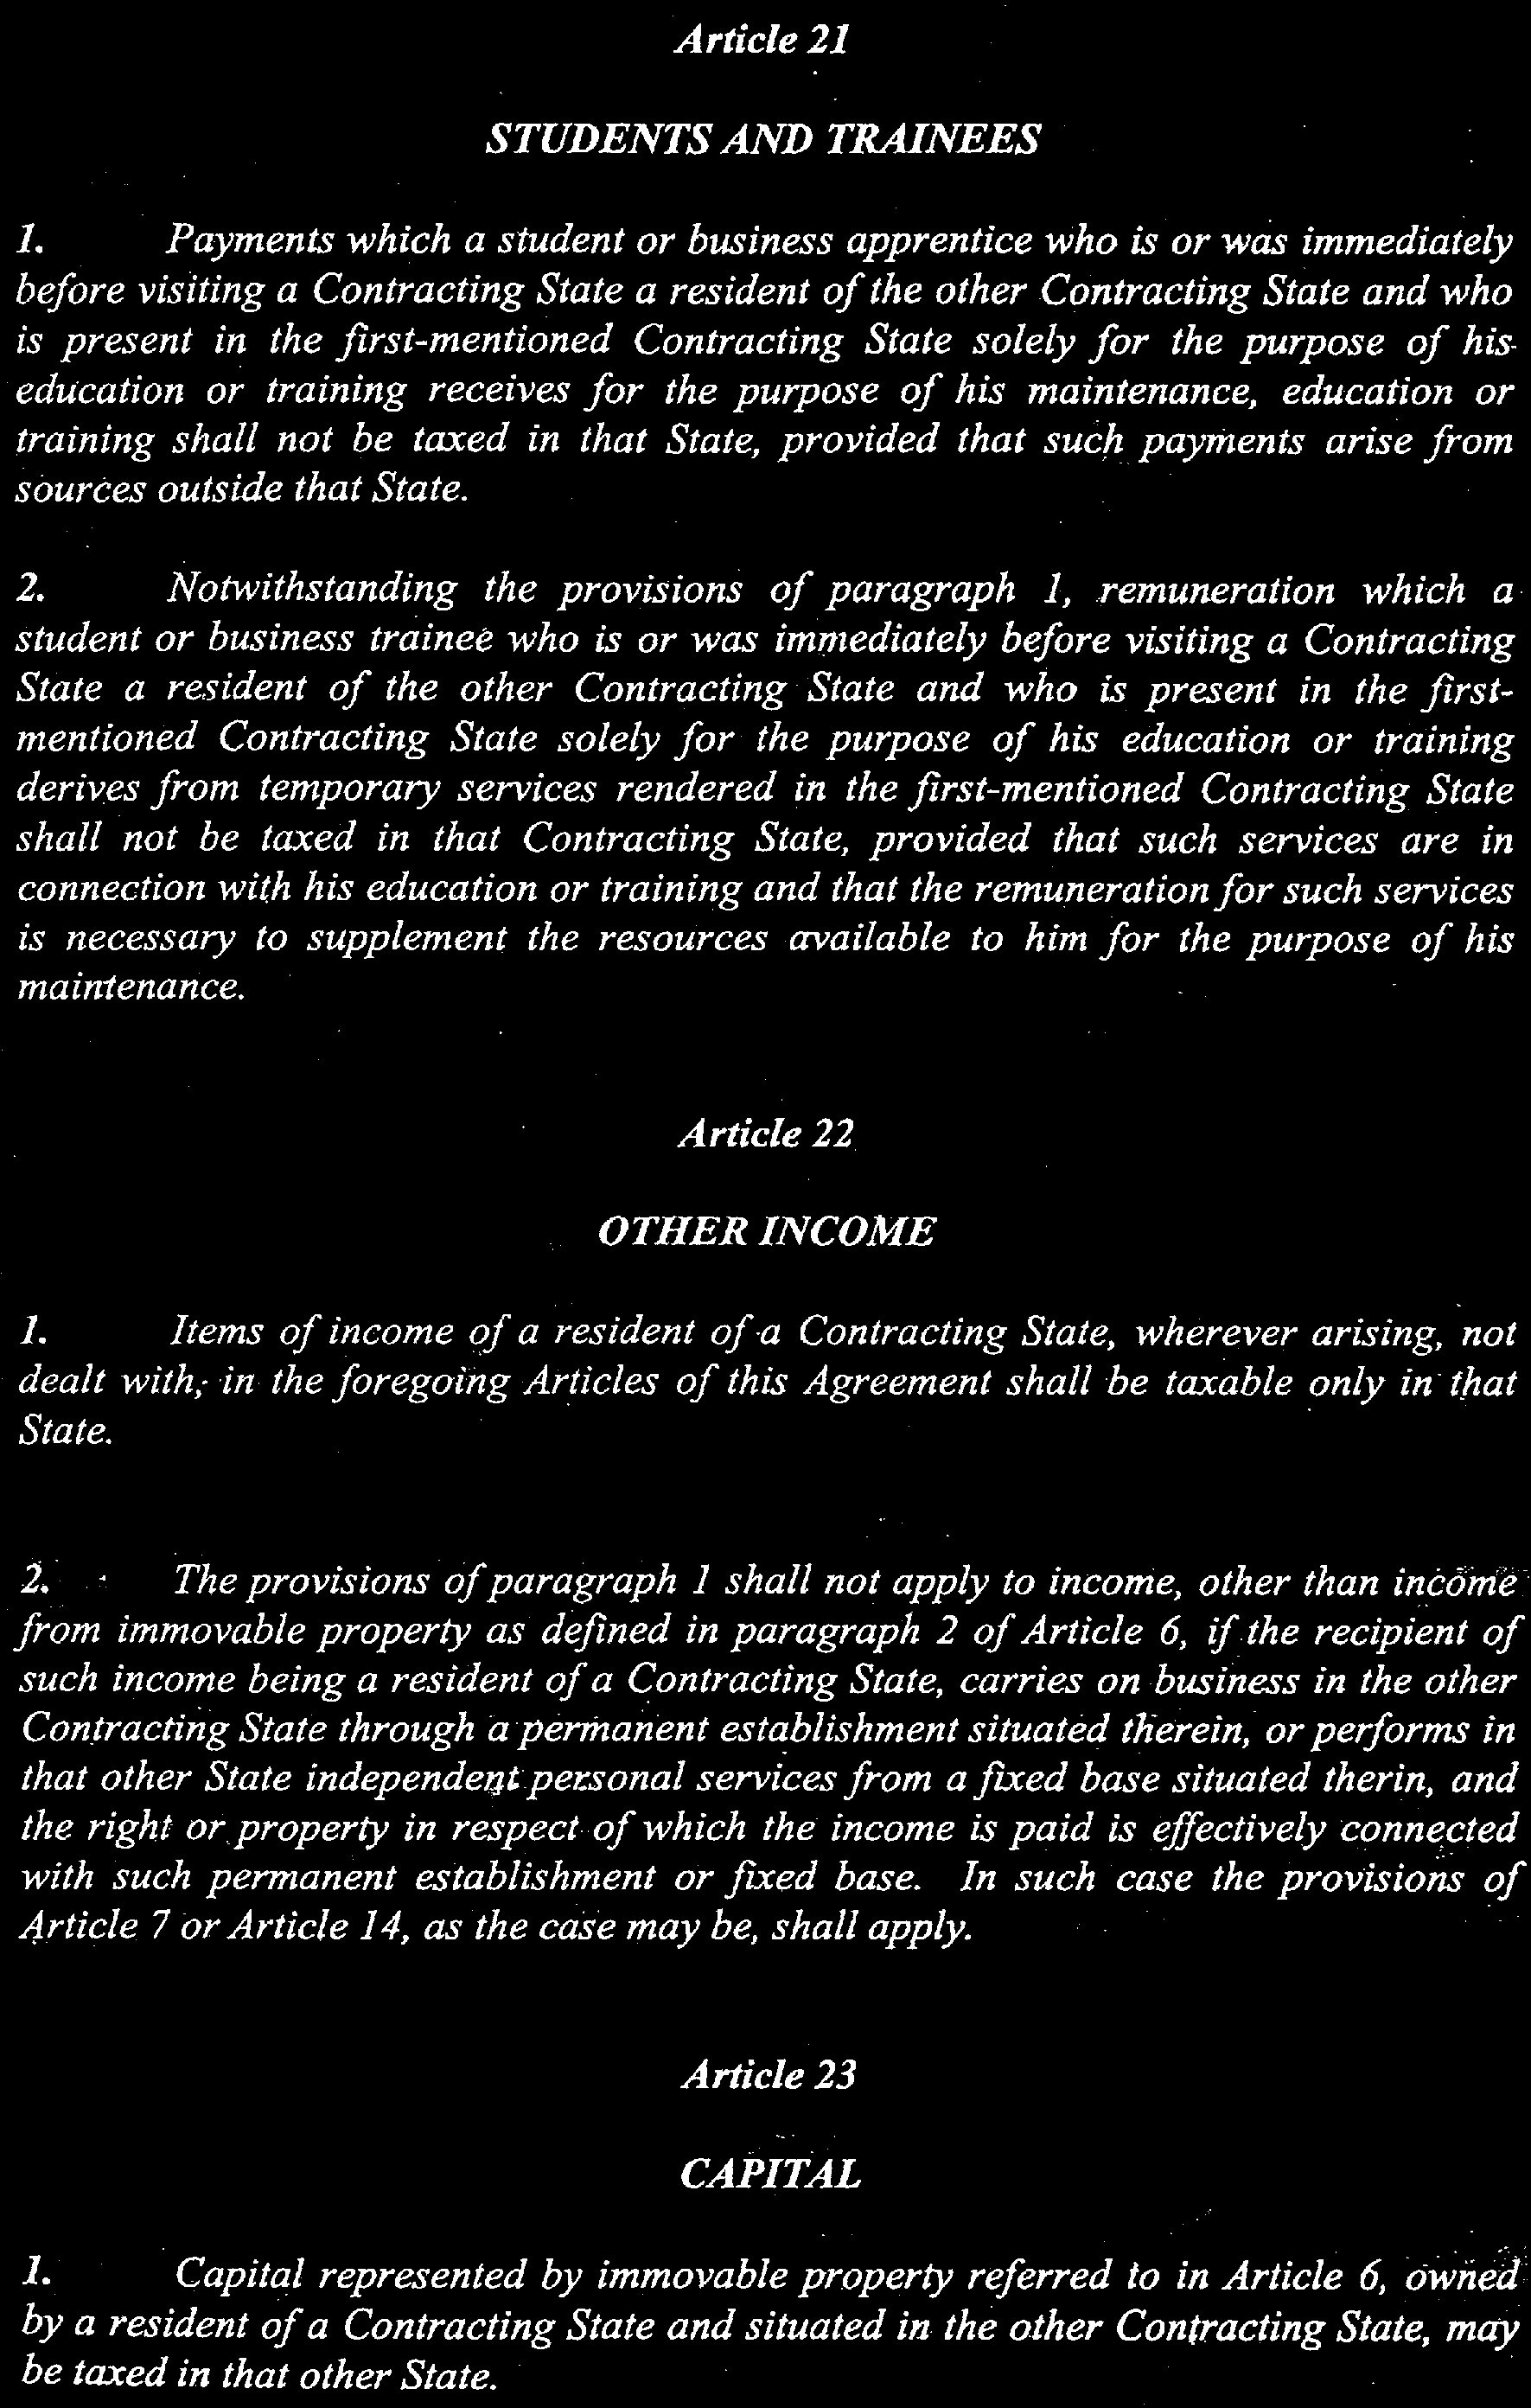 Article 21
STUDENTS AND TRAINEES
1. Payments which a student or business apprentice who is or was immediately
before visiting a Contracting State a resident of the other Contracting State and who
is present in the first-mentioned Contracting State solely for the purpose of his
education or training receives for the purpose of his maintenance, education or
training shall not be taxed in that State, provided that such payments arise from
sources outside that State.
2. Notwithstanding the provisions of paragraph 1, remuneration which a
student or business trainee who is or was immediately before visiting a Contracting
State a resident of the other Contracting State and who is present in the first-
mentioned Contracting State solely for the purpose of his education or training
derives from temporary services rendered in the first-mentioned Contracting State
shall not be taxed in that Contracting State, provided that such services are in
connection with his education or training and that the remuneration for such services
is necessary to supplement the resources available to him for the purpose of his
maintenance.
Article 22
OTHER INCOME
1. Items of income of a resident of a Contracting State, wherever arising, not
dealt with, in the foregoing Articles of this Agreement shall be taxable only in that
State.
2. The provisions of paragraph 1 shall not apply to income, other than income
from immovable property as defined in paragraph 2 of Article 6, if the recipient of
such income being a resident of a Contracting State, carries on business in the other
Contracting State through a permanent establishment situated therein, or performs in
that other State independent personal services from a fixed base situated therin, and
the right or property in respect of which the income is paid is effectively connected
with such permanent establishment or fixed base. In such case the provisions of
Article 7 or Article 14, as the case may be, shall apply.
Article 23
CAPITAL
1. Capital represented by immovable property referred to in Article 6, owned
by a resident of a Contracting State and situated in the other Contracting State, may
be taxed in that other State.